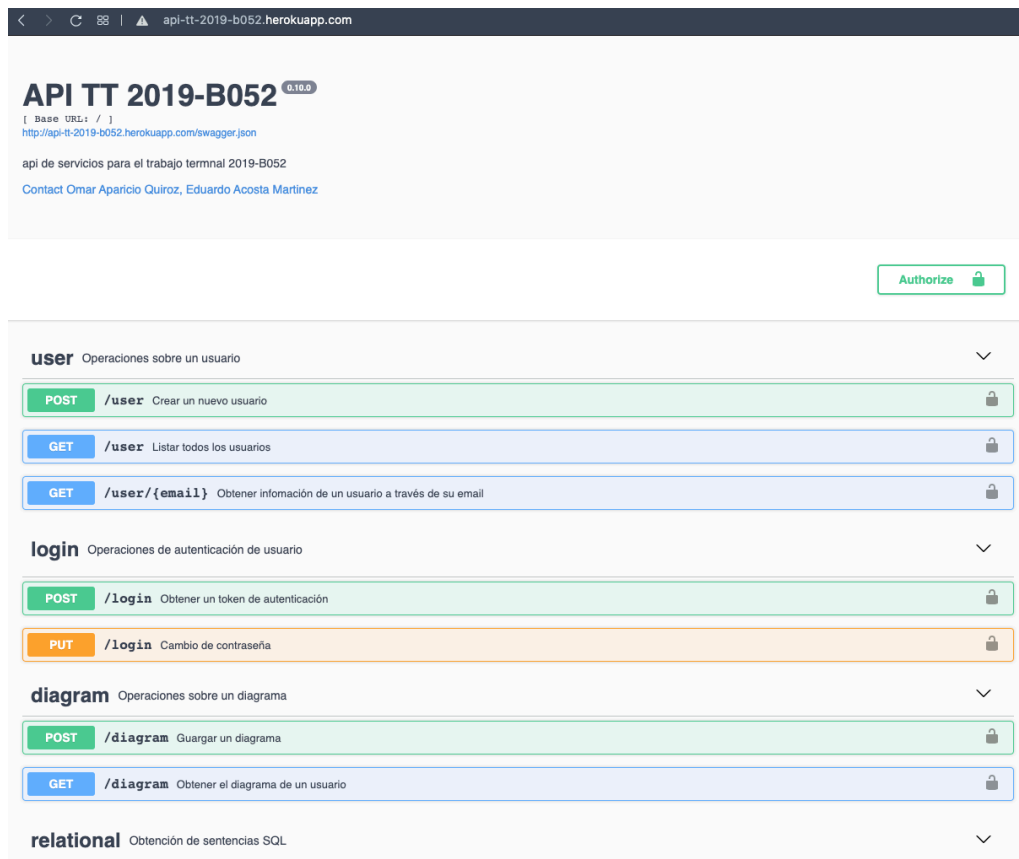 api-tt-2019-b052.herokuapp.com
API TT 2019-B052 0.10.0
[ Base URL: / ]
http://api-tt-2019-b052.herokuapp.com/swagger.json
api de servicios para el trabajo termnal 2019-B052
Contact Omar Aparicio Quiroz, Eduardo Acosta Martinez
Authorize
user Operaciones sobre un usuario
POST /user Crear un nuevo usuario
GET /user Listar todos los usuarios
GET /user/{email} Obtener infomación de un usuario a través de su email
login Operaciones de autenticación de usuario
POST /login Obtener un token de autenticación
PUT /login Cambio de contraseña
diagram Operaciones sobre un diagrama
POST /diagram Guargar un diagrama
GET /diagram Obtener el diagrama de un usuario
relational Obtención de sentencias SQL